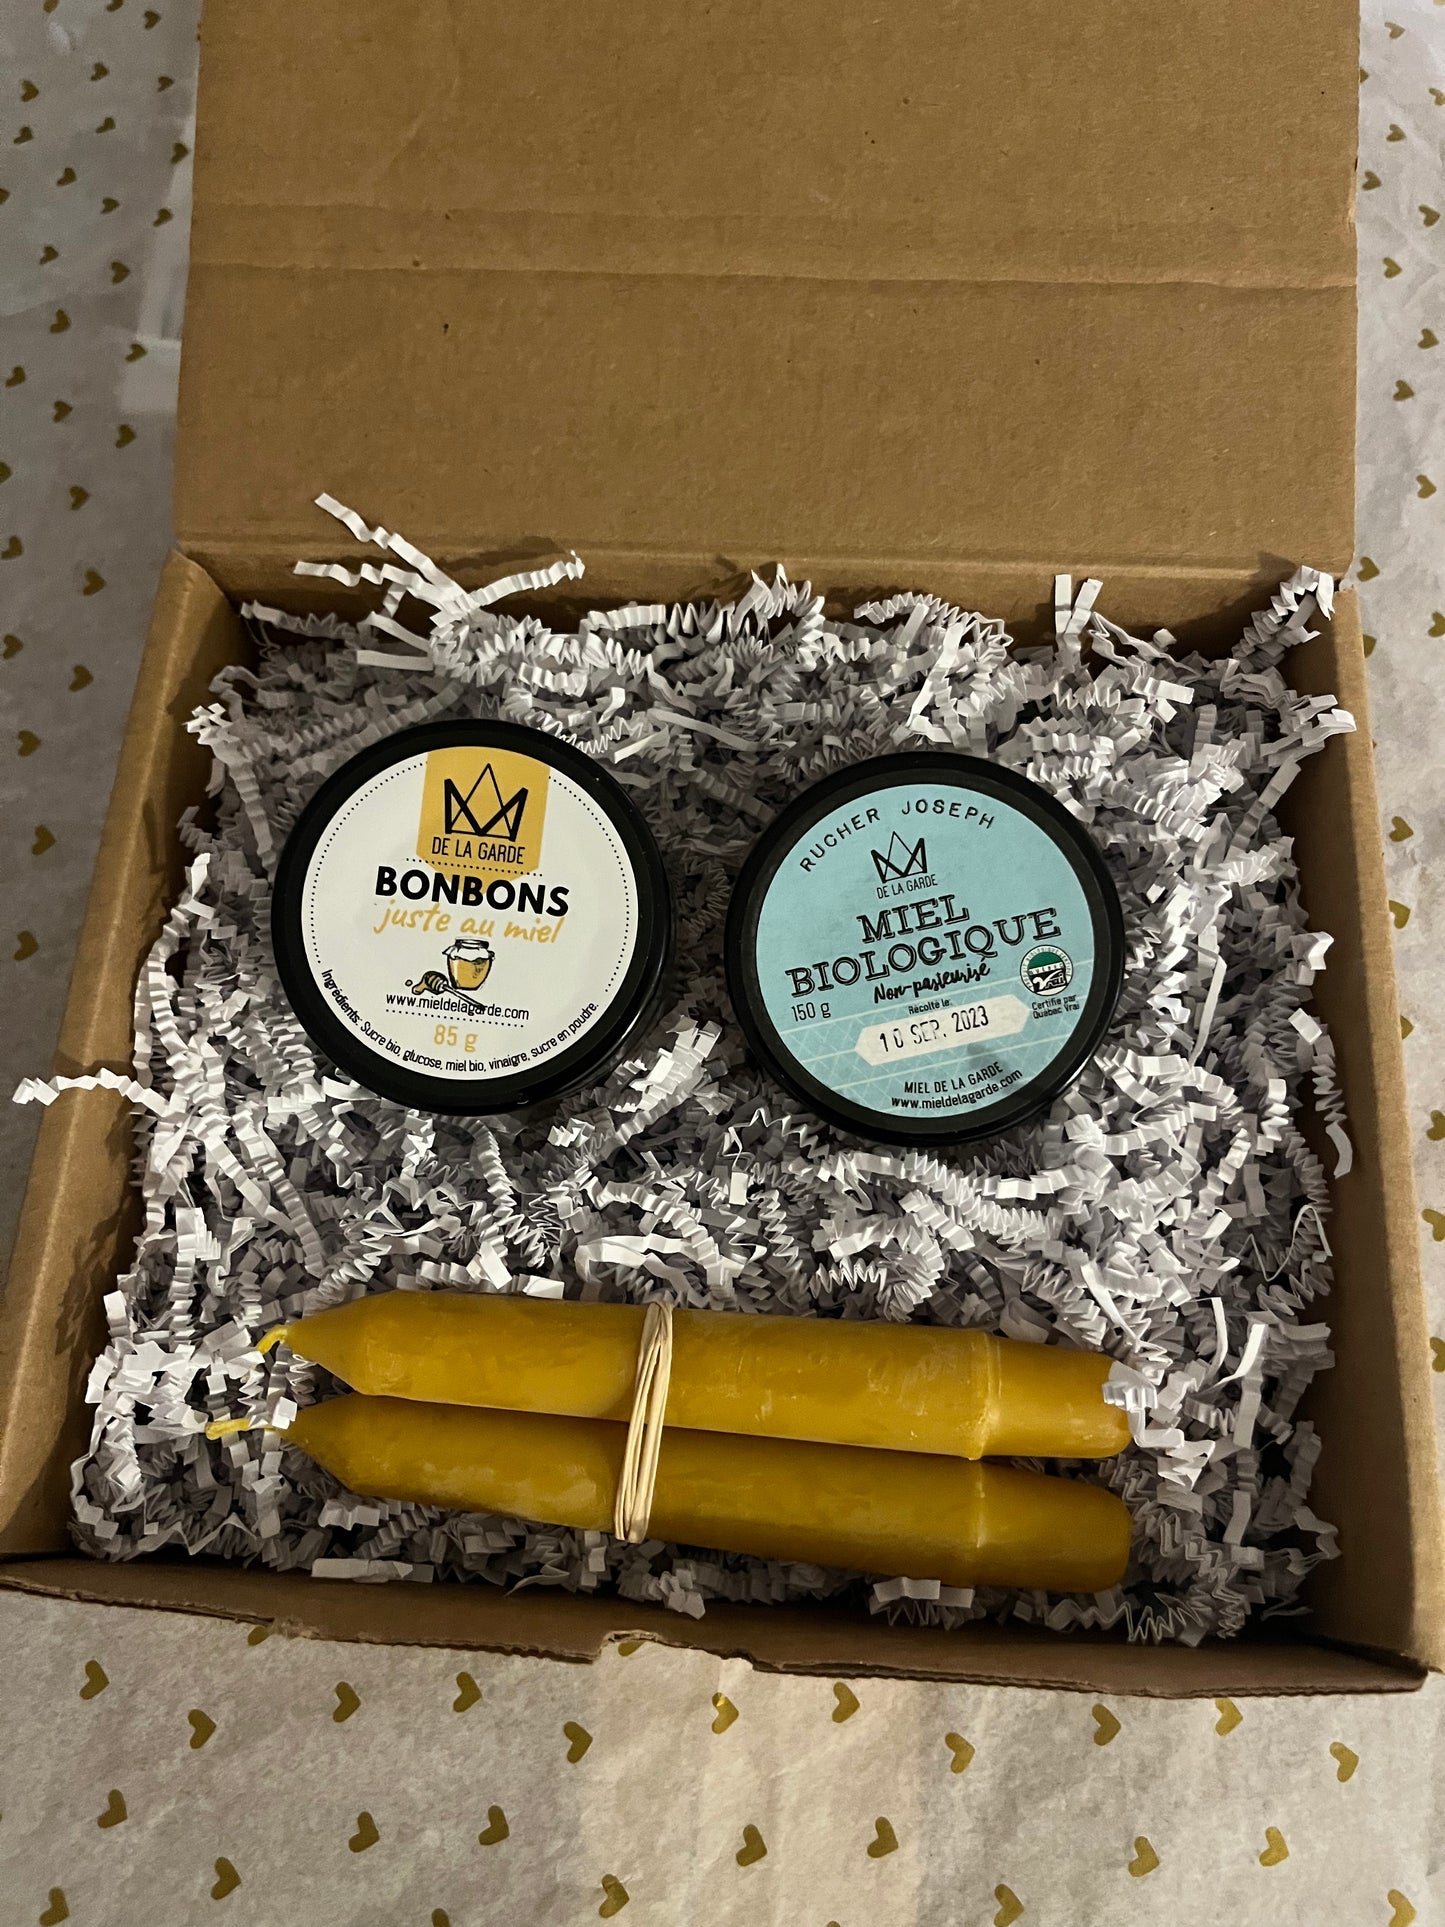 DE LA GARDE
BONBONS
juste au miel
www.mieldelagarde.com
85 g
Ingrédients: Sucre bio, glucose, miel bio, vinaigre, sucre en poudre.
RUCHER JOSEPH
DE LA GARDE
MIEL
BIOLOGIQUE
Non-pasteurisé
150 g
Récolté le:
10 SEP. 2023
Certifié par
Québec Vrai
MIEL DE LA GARDE
www.mieldelagarde.com